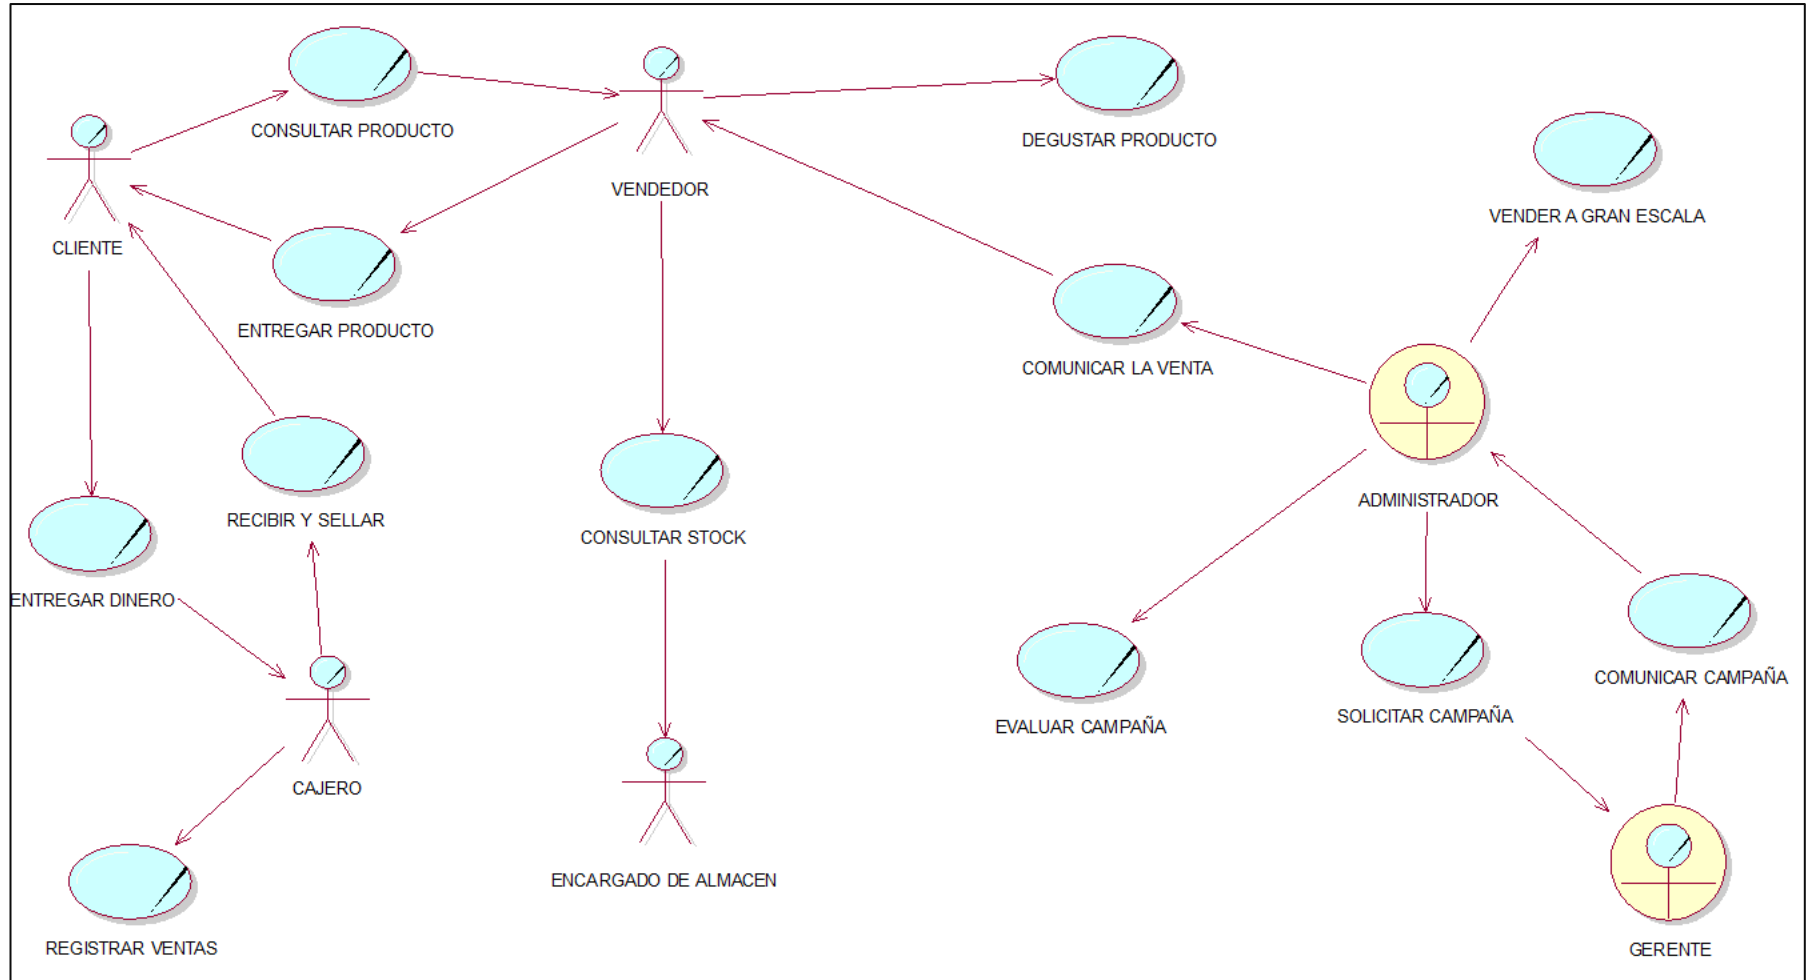 CONSULTAR PRODUCTO
DEGUSTAR PRODUCTO
VENDEDOR
VENDER A GRAN ESCALA
CLIENTE
ENTREGAR PRODUCTO
COMUNICAR LA VENTA
ADMINISTRADOR
RECIBIR Y SELLAR
CONSULTAR STOCK
ENTREGAR DINERO
COMUNICAR CAMPAÑA
SOLICITAR CAMPAÑA
EVALUAR CAMPAÑA
CAJERO
ENCARGADO DE ALMACEN
REGISTRAR VENTAS
GERENTE